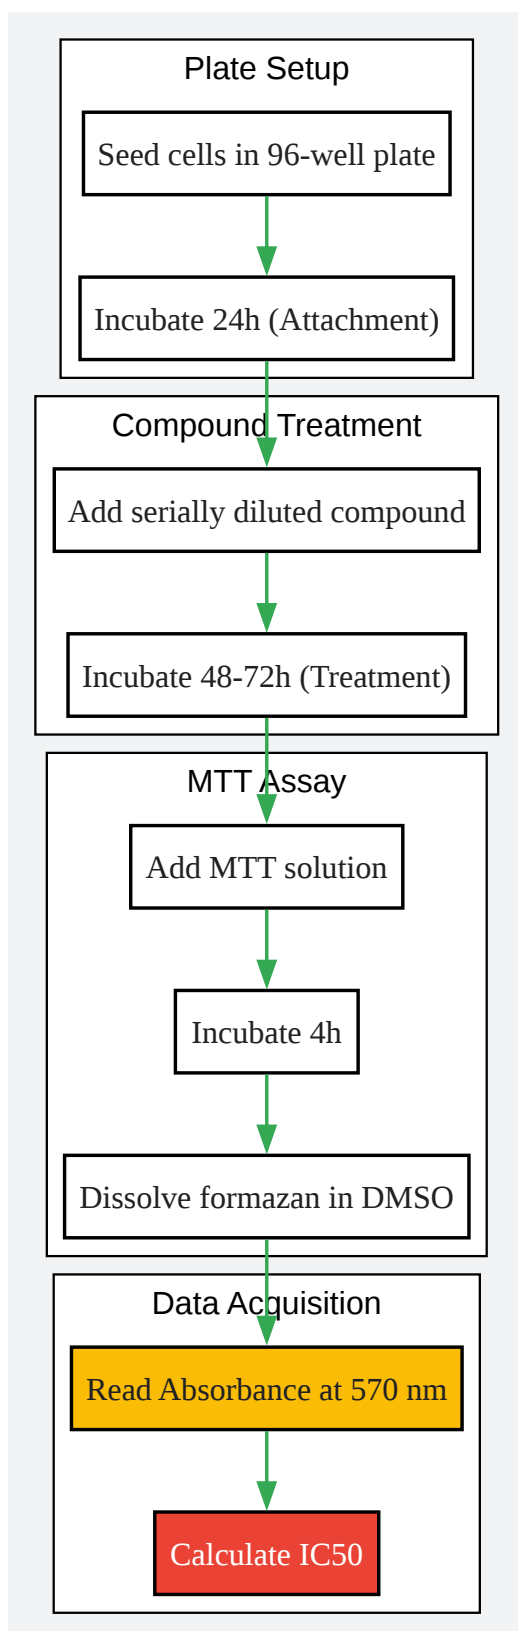 Plate Setup
Seed cells in 96-well plate
Incubate 24h (Attachment)
Compound Treatment
Add serially diluted compound
Incubate 48-72h (Treatment)
MTT Assay
Add MTT solution
Incubate 4h
Dissolve formazan in DMSO
Data Acquisition
Read Absorbance at 570 nm
Calculate IC50